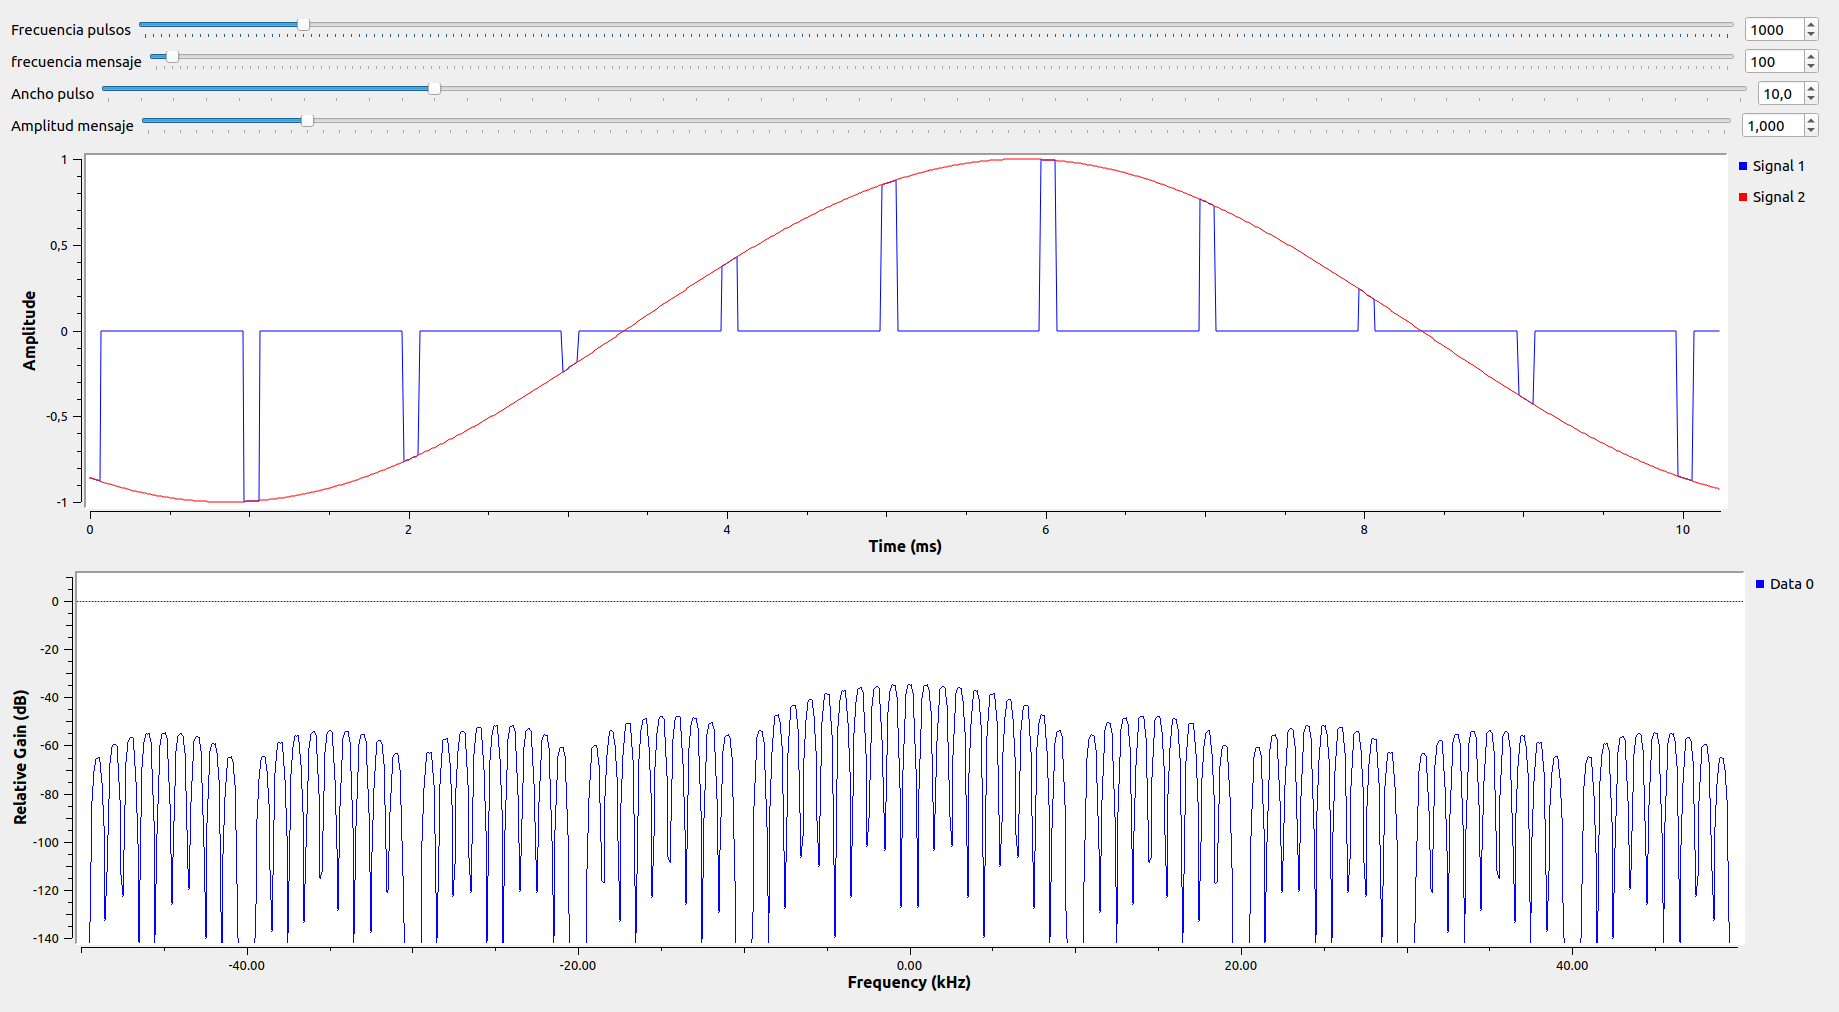 Frecuencia pulsos 1000
frecuencia mensaje 100
Ancho pulso 10,0
Amplitud mensaje 1,000
Signal 1
Signal 2
1
0,5
0
-0,5
-1
Amplitude
0 2 4 6 8 10
Time (ms)
Data 0
0
-20
-40
-60
-80
-100
-120
-140
Relative Gain (dB)
-40.00 -20.00 0.00 20.00 40.00
Frequency (kHz)